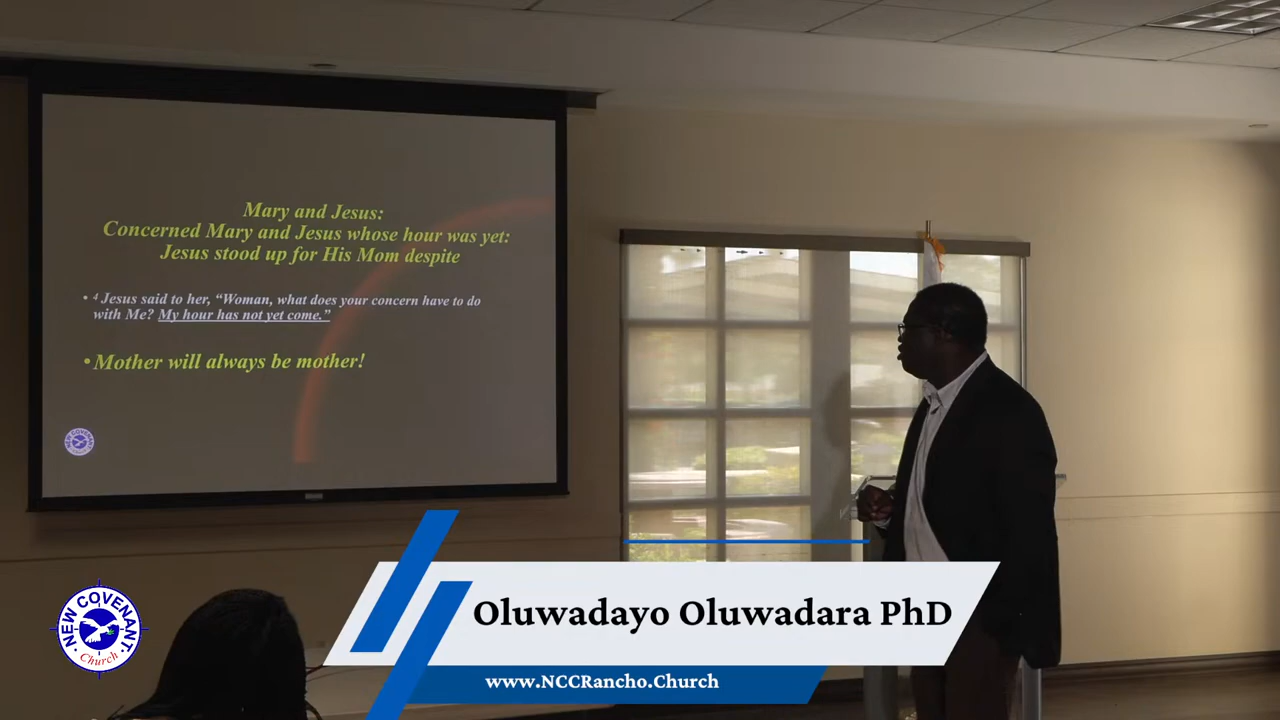 Mary and Jesus:
Concerned Mary and Jesus whose hour was yet:
Jesus stood up for His Mom despite
• 4 Jesus said to her, “Woman, what does your concern have to do
with Me? My hour has not yet come.”
• Mother will always be mother!
NEW COVENANT
NEW COVENANT
Church
Oluwadayo Oluwadara PhD
www.NCCRancho.Church